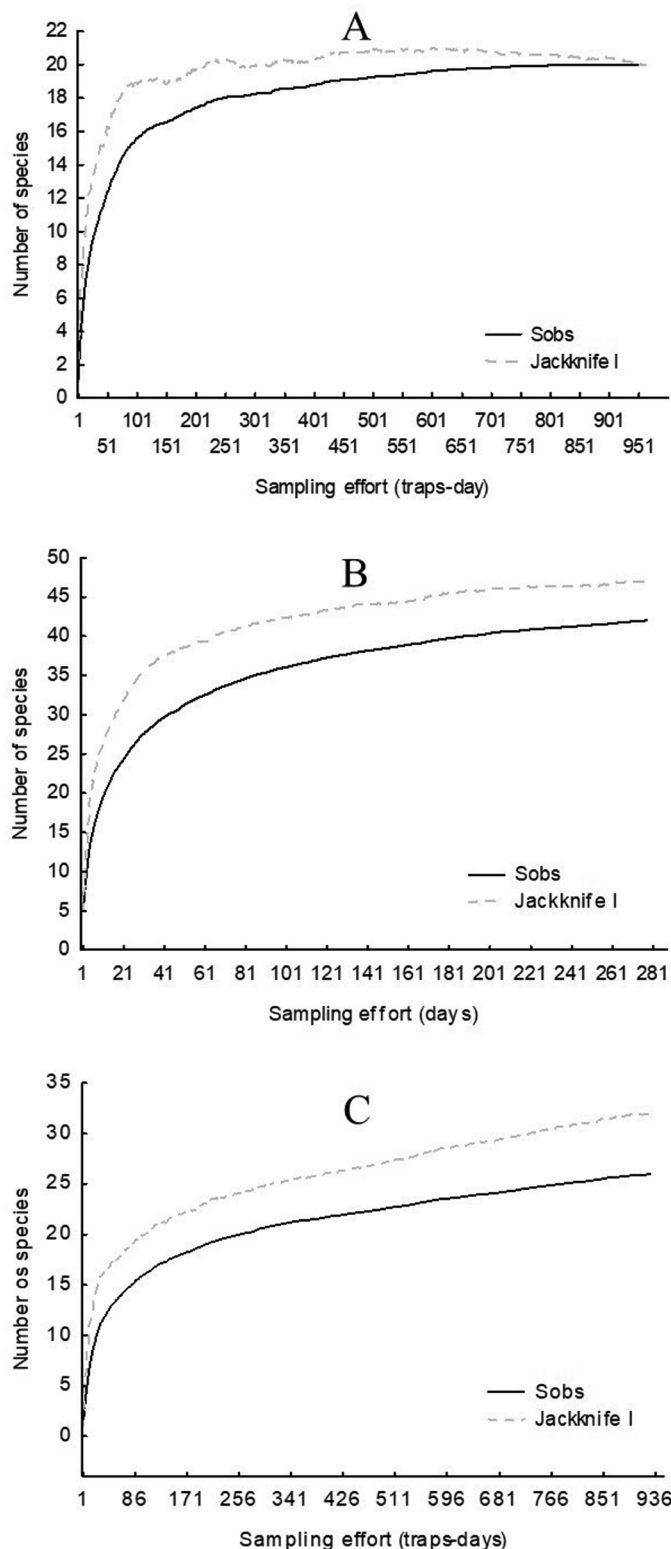 A
Number of species
22
20
18
16
14
12
10
8
6
4
2
0
Sobs
Jackknife I
1 101 201 301 401 501 601 701 801 901
51 151 251 351 451 551 651 751 851 951
Sampling effort (traps-day)
B
Number of species
50
45
40
35
30
25
20
15
10
5
0
Sobs
Jackknife I
1 21 41 61 81 101 121 141 161 181 201 221 241 261 281
Sampling effort (days)
C
Number os species
35
30
25
20
15
10
5
0
Sobs
Jackknife I
1 86 171 256 341 426 511 596 681 766 851 936
Sampling effort (traps-days)